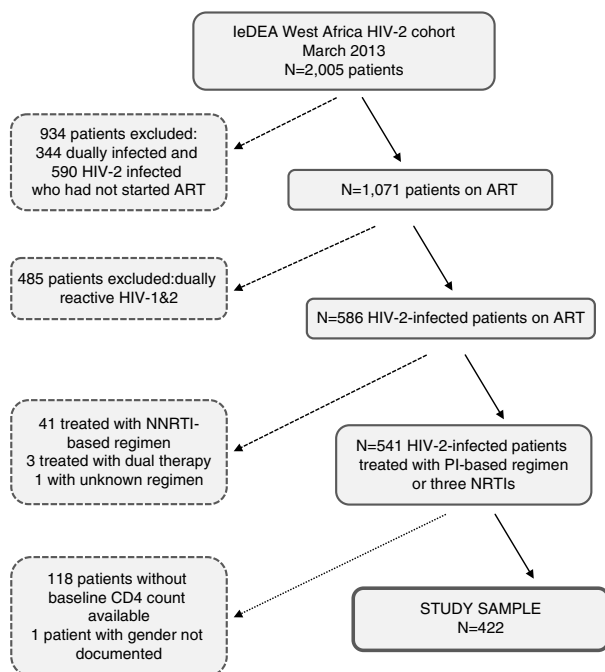 IeDEA West Africa HIV-2 cohort
March 2013
N=2,005 patients
934 patients excluded:
344 dually infected and
590 HIV-2 infected
who had not started ART
N=1,071 patients on ART
485 patients excluded:dually
reactive HIV-1&2
N=586 HIV-2-infected patients on ART
41 treated with NNRTI-
based regimen
3 treated with dual therapy
1 with unknown regimen
N=541 HIV-2-infected patients
treated with PI-based regimen
or three NRTIs
118 patients without
baseline CD4 count
available
1 patient with gender not
documented
STUDY SAMPLE
N=422